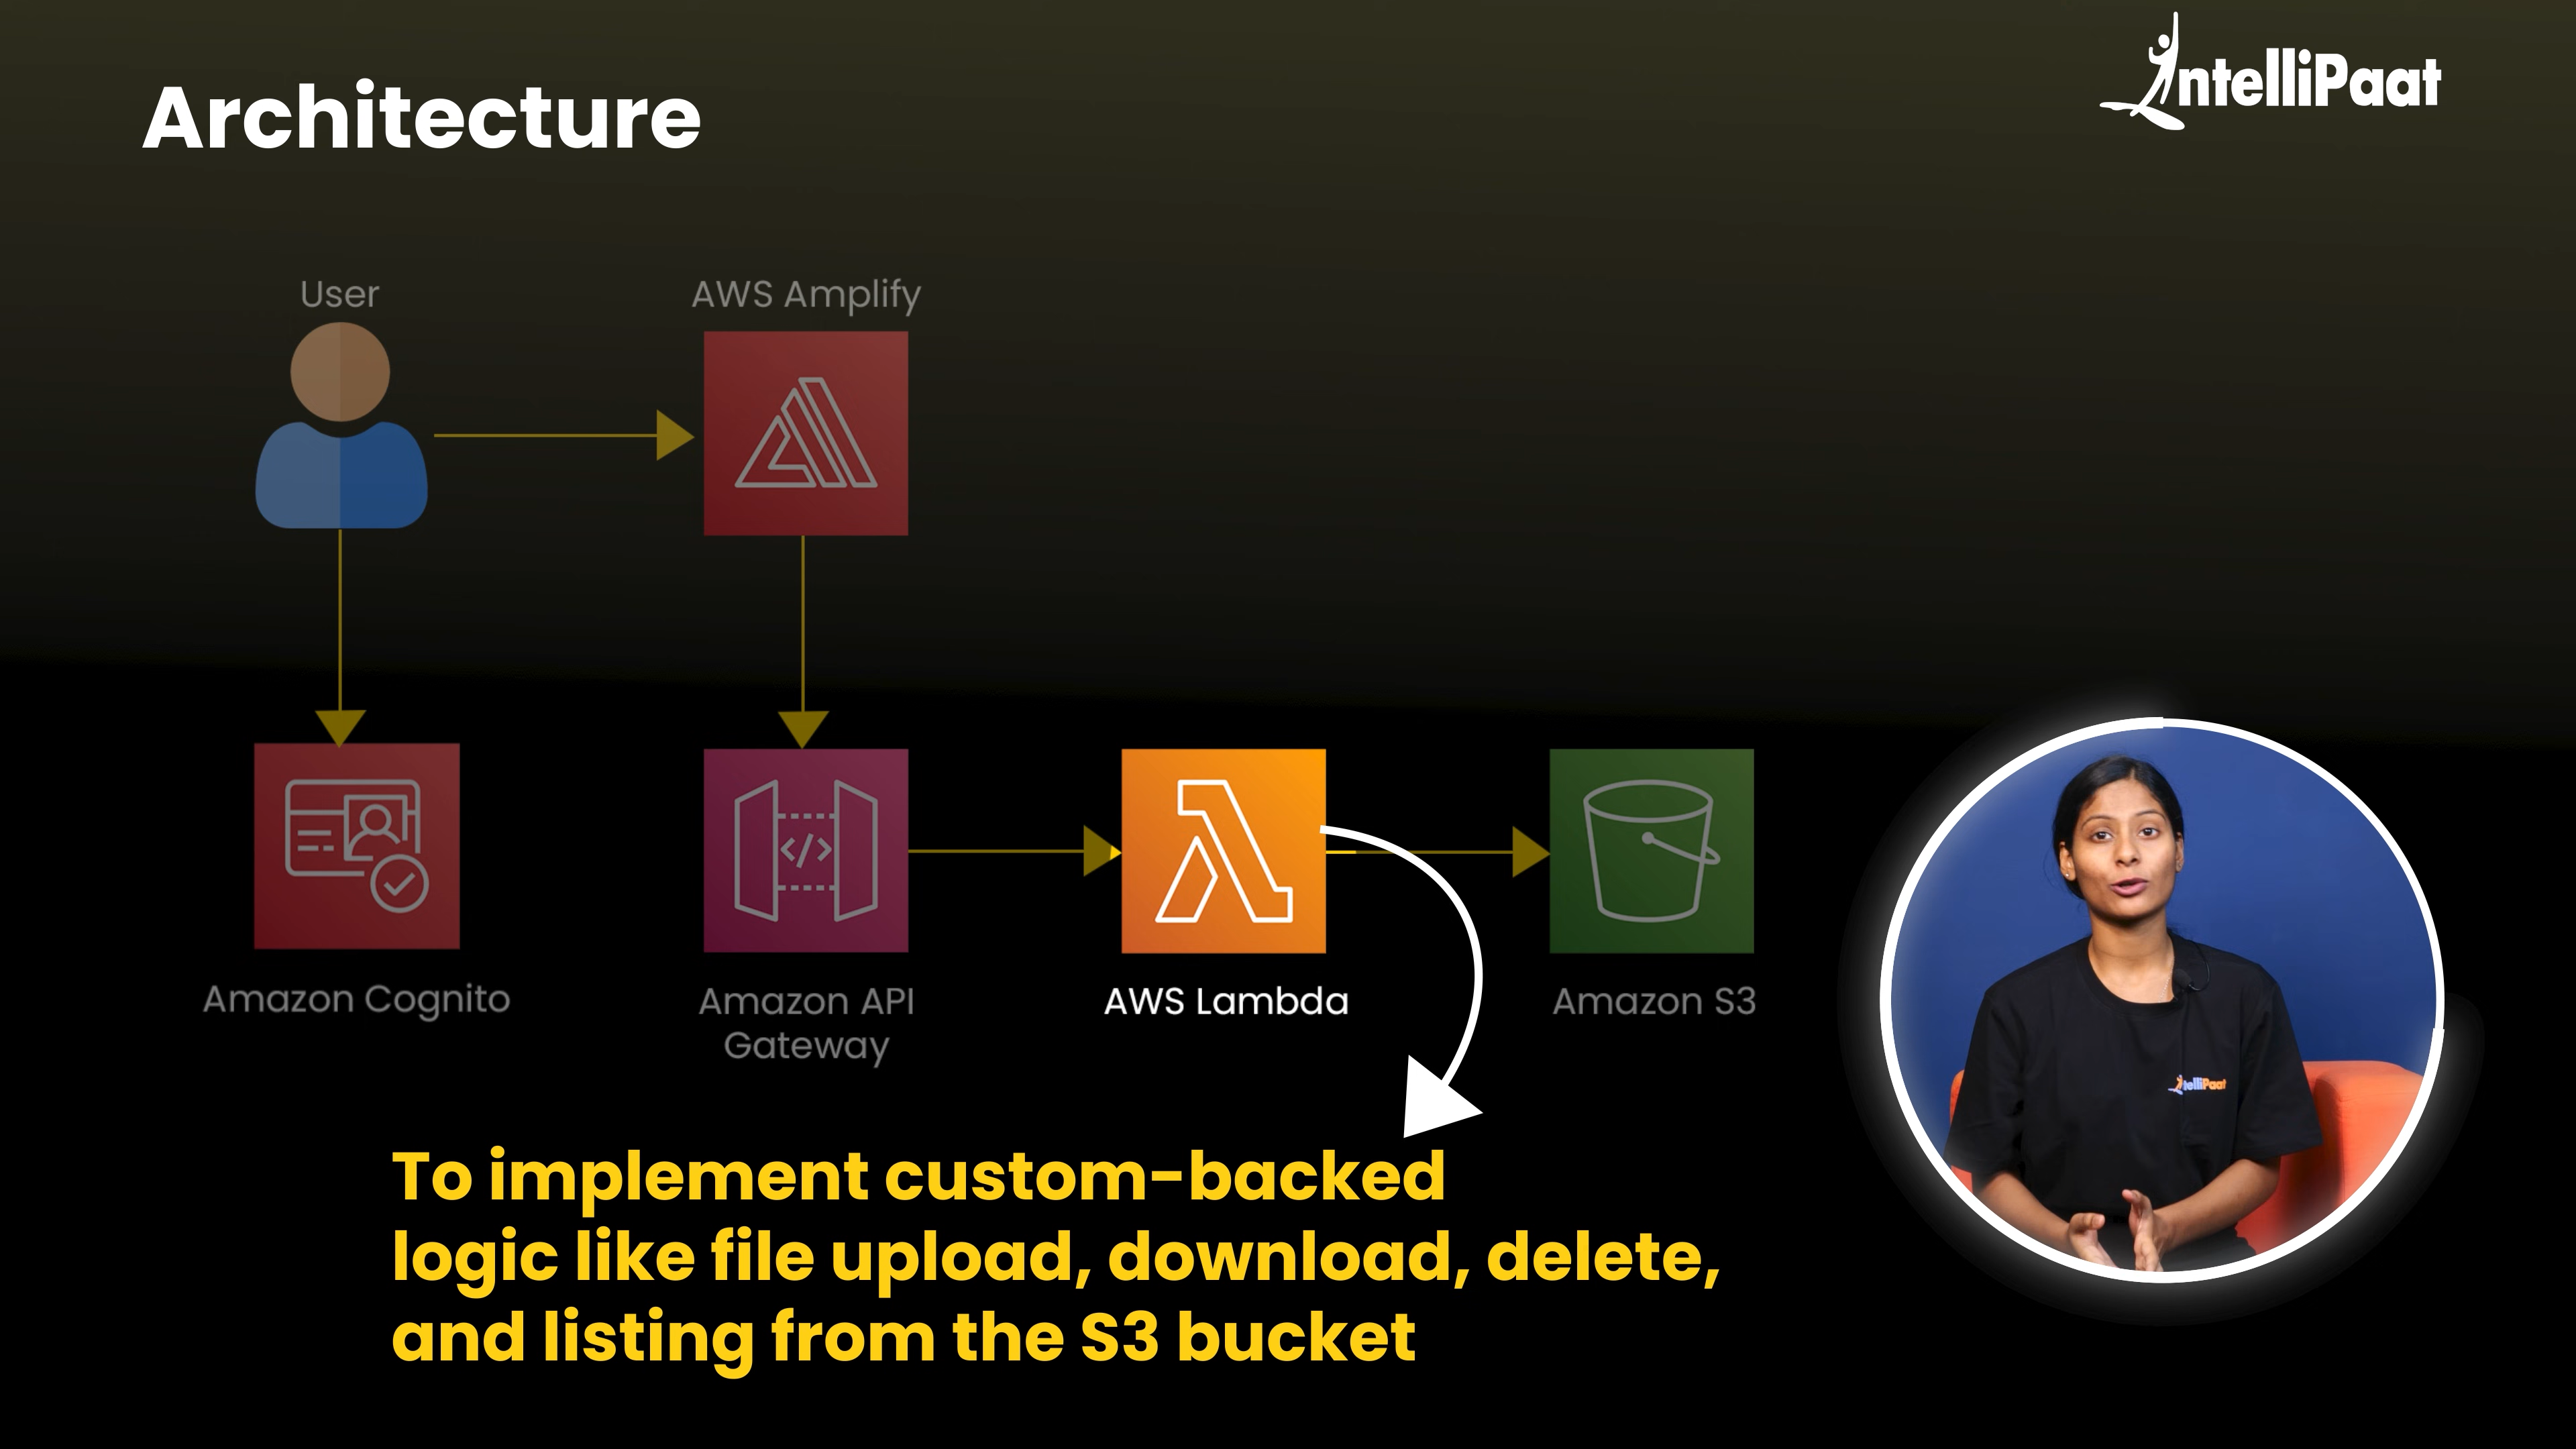 Architecture
IntelliPaat
User
AWS Amplify
</>
Amazon Cognito
Amazon API
Gateway
AWS Lambda
Amazon S3
IntelliPaat
To implement custom-backed
logic like file upload, download, delete,
and listing from the S3 bucket